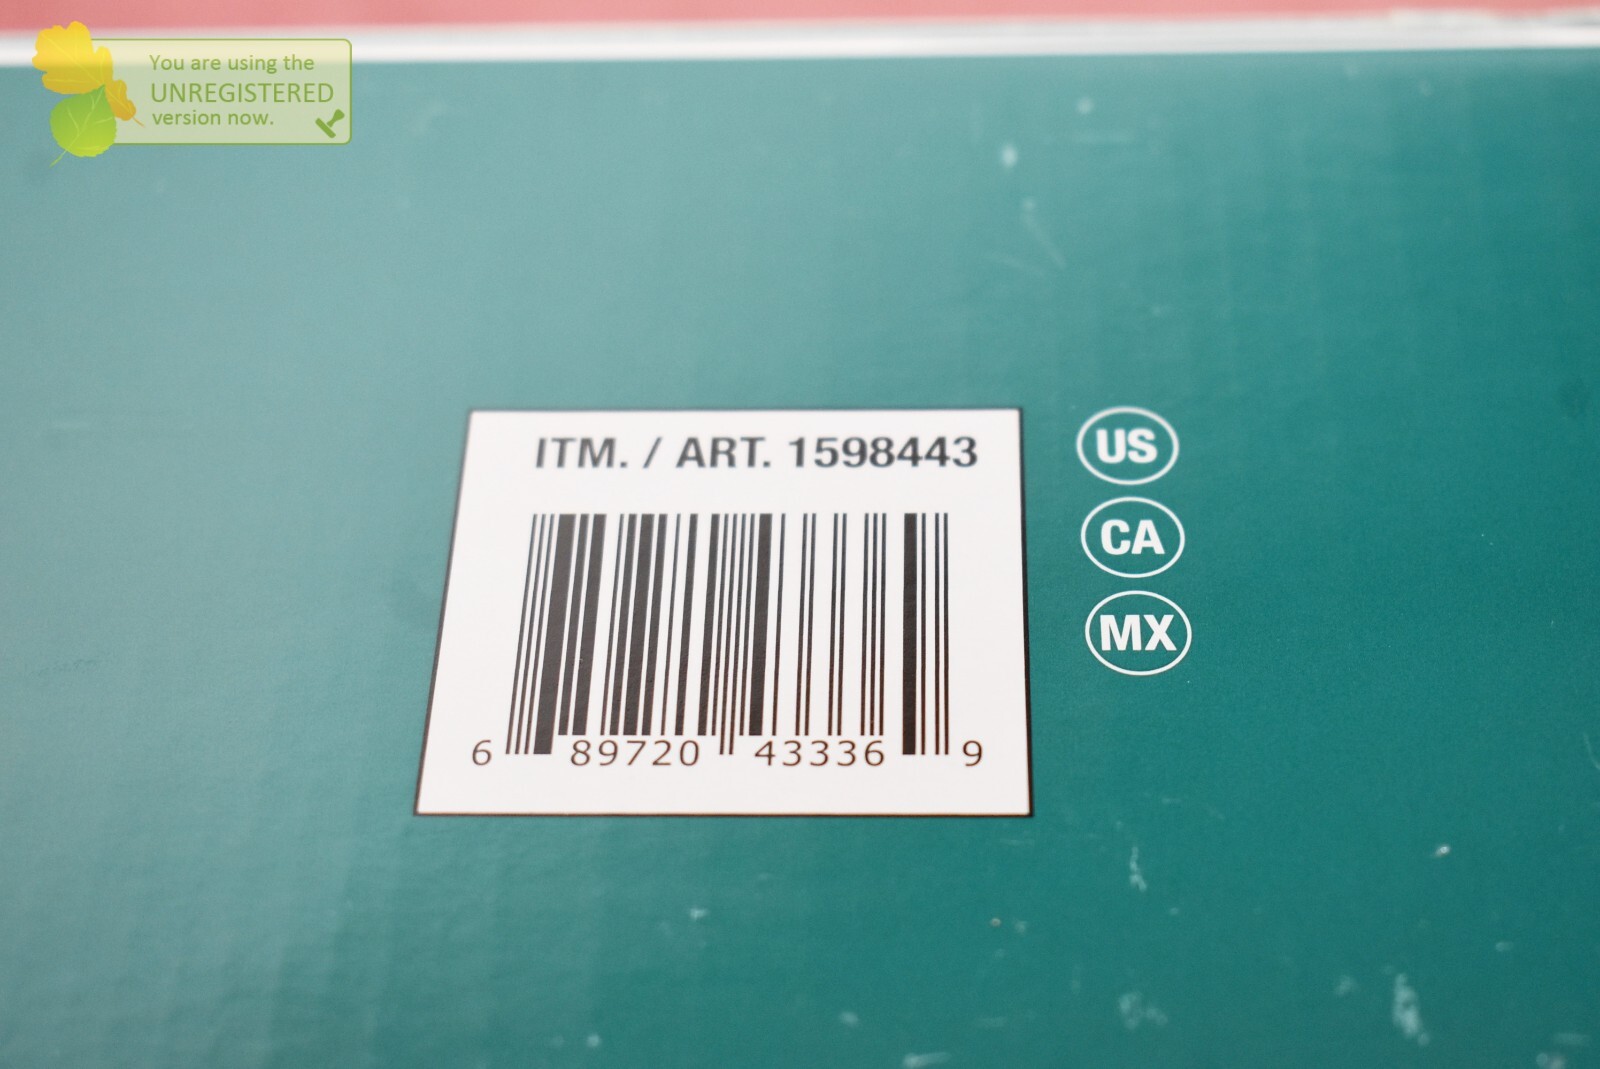 You are using the
UNREGISTERED
version now.
ITM. / ART. 1598443
6 89720 43336 9
US
CA
MX